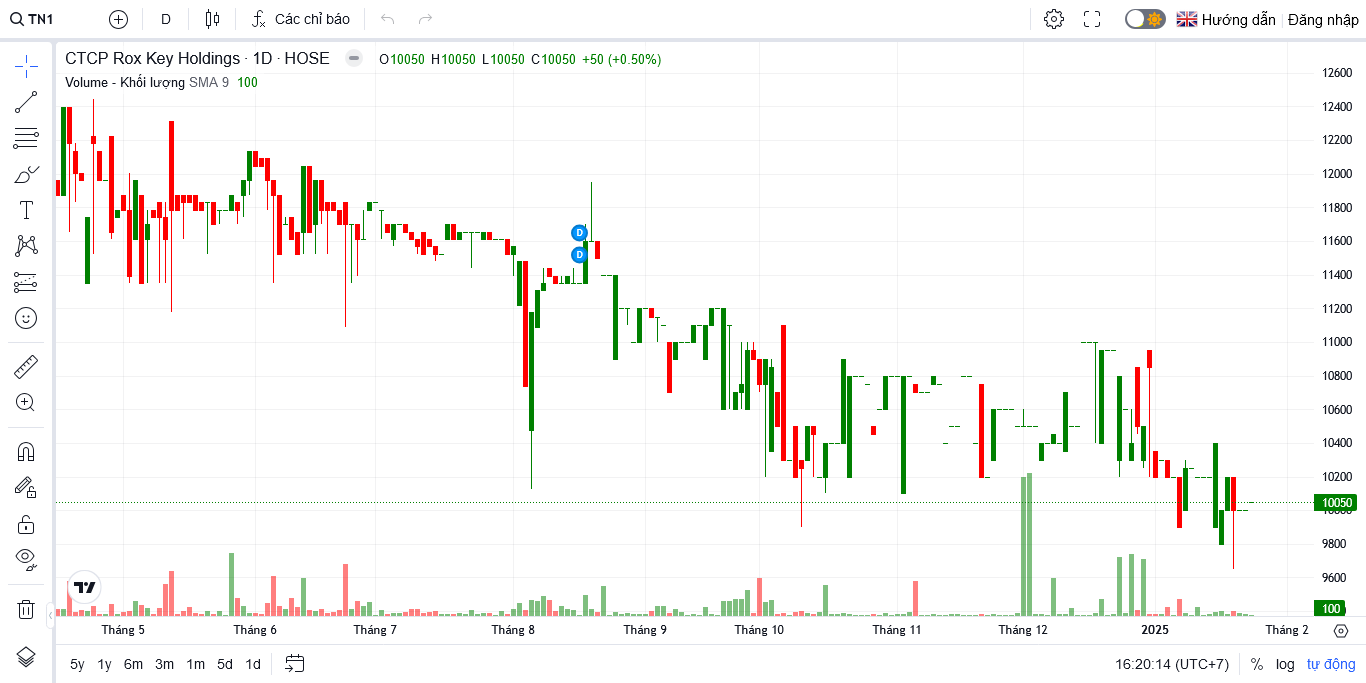 TN1 D Các chỉ báo Hướng dẫn Đăng nhập
CTCP Rox Key Holdings · 1D · HOSE O10050 H10050 L10050 C10050 +50 (+0.50%)
Volume - Khối lượng SMA 9 100
12600
12400
12200
12000
11800
11600
11400
11200
11000
10800
10600
10400
10200
10050
10000
9800
9600
100
D
D
Tháng 5 Tháng 6 Tháng 7 Tháng 8 Tháng 9 Tháng 10 Tháng 11 Tháng 12 2025 Tháng 2
5y 1y 6m 3m 1m 5d 1d 16:20:14 (UTC+7) % log tự động